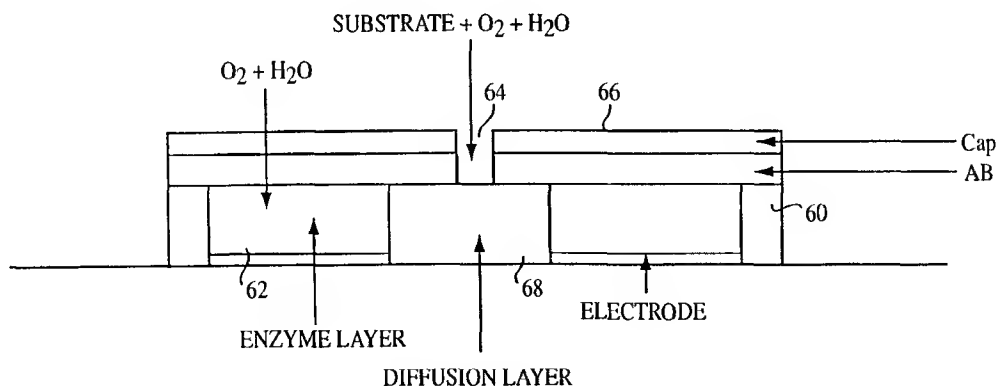 SUBSTRATE + O2 + H2O
O2 + H2O
64
66
Cap
AB
60
62
68
ELECTRODE
ENZYME LAYER
DIFFUSION LAYER